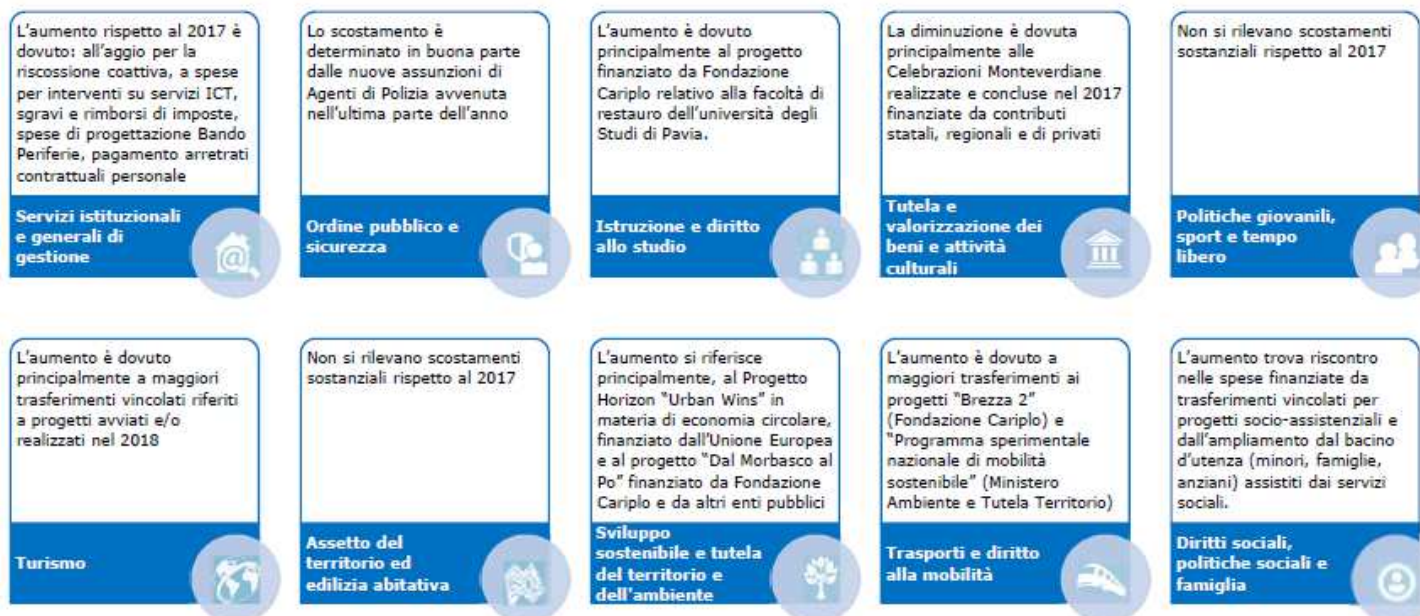 L'aumento rispetto al 2017 è
dovuto: all'aggio per la
riscossione coattiva, a spese
per interventi su servizi ICT,
sgravi e rimborsi di imposte,
spese di progettazione Bando
Periferie, pagamento arretrati
contrattuali personale
Servizi istituzionali
e generali di
gestione
Lo scostamento è
determinato in buona parte
dalle nuove assunzioni di
Agenti di Polizia avvenuta
nell'ultima parte dell'anno
Ordine pubblico e
sicurezza
L'aumento è dovuto
principalmente al progetto
finanziato da Fondazione
Cariplo relativo alla facoltà di
restauro dell'università degli
Studi di Pavia.
Istruzione e diritto
allo studio
La diminuzione è dovuta
principalmente alle
Celebrazioni Monteverdiane
realizzate e concluse nel 2017
finanziate da contributi
statali, regionali e di privati
Tutela e
valorizzazione dei
beni e attività
culturali
Non si rilevano scostamenti
sostanziali rispetto al 2017
Politiche giovanili,
sport e tempo
libero
L'aumento è dovuto
principalmente a maggiori
trasferimenti vincolati riferiti
a progetti avviati e/o
realizzati nel 2018
Turismo
Non si rilevano scostamenti
sostanziali rispetto al 2017
Assetto del
territorio ed
edilizia abitativa
L'aumento si riferisce
principalmente, al Progetto
Horizon "Urban Wins" in
materia di economia circolare,
finanziato dall'Unione Europea
e al progetto "Dal Morbasco al
Po" finanziato da Fondazione
Cariplo e da altri enti pubblici
Sviluppo
sostenibile e tutela
del territorio e
dell'ambiente
L'aumento è dovuto a
maggiori trasferimenti ai
progetti "Brezza 2"
(Fondazione Cariplo) e
"Programma sperimentale
nazionale di mobilità
sostenibile" (Ministero
Ambiente e Tutela Territorio)
Trasporti e diritto
alla mobilità
L'aumento trova riscontro
nelle spese finanziate da
trasferimenti vincolati per
progetti socio-assistenziali e
dall'ampliamento dal bacino
d'utenza (minori, famiglie,
anziani) assistiti dai servizi
sociali.
Diritti sociali,
politiche sociali e
famiglia